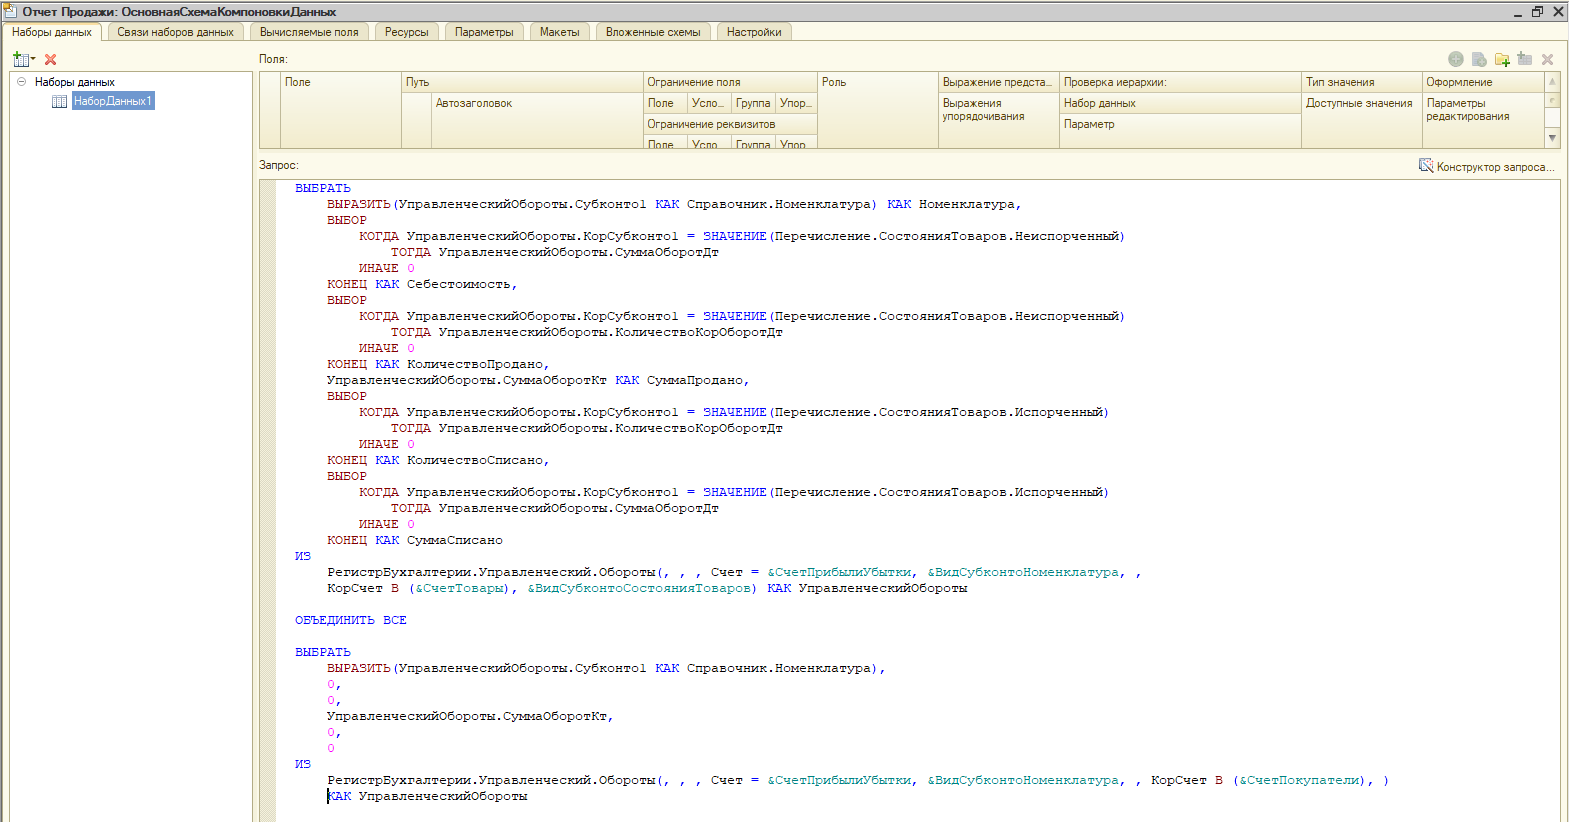 Отчет Продажи: ОсновнаяСхемаКомпоновкиДанных
Наборы данных
Связи наборов данных
Вычисляемые поля
Ресурсы
Параметры
Макеты
Вложенные схемы
Настройки
Поля:
Наборы данных
НаборДанных1
Поле
Путь
Ограничение поля
Роль
Выражение предста...
Проверка иерархии:
Тип значения
Оформление
Автозаголовок
Поле
Усло...
Группа
Упор...
Выражения
упорядочивания
Набор данных
Доступные значения
Параметры
редактирования
Ограничение реквизитов
Параметр
Поле
Усло
Группа
Упор
Запрос:
Конструктор запроса...
ВЫБРАТЬ
ВЫРАЗИТЬ(УправленческийОбороты.Субконто1 КАК Справочник.Номенклатура) КАК Номенклатура,
ВЫБОР
КОГДА УправленческийОбороты.КорСубконто1 = ЗНАЧЕНИЕ(Перечисление.СостоянияТоваров.Неиспорченный)
ТОГДА УправленческийОбороты.СуммаОборотДт
ИНАЧЕ 0
КОНЕЦ КАК Себестоимость,
ВЫБОР
КОГДА УправленческийОбороты.КорСубконто1 = ЗНАЧЕНИЕ(Перечисление.СостоянияТоваров.Неиспорченный)
ТОГДА УправленческийОбороты.КоличествоКорОборотДт
ИНАЧЕ 0
КОНЕЦ КАК КоличествоПродано,
УправленческийОбороты.СуммаОборотКт КАК СуммаПродано,
ВЫБОР
КОГДА УправленческийОбороты.КорСубконто1 = ЗНАЧЕНИЕ(Перечисление.СостоянияТоваров.Испорченный)
ТОГДА УправленческийОбороты.КоличествоКорОборотДт
ИНАЧЕ 0
КОНЕЦ КАК КоличествоСписано,
ВЫБОР
КОГДА УправленческийОбороты.КорСубконто1 = ЗНАЧЕНИЕ(Перечисление.СостоянияТоваров.Испорченный)
ТОГДА УправленческийОбороты.СуммаОборотДт
ИНАЧЕ 0
КОНЕЦ КАК СуммаСписано
ИЗ
РегистрБухгалтерии.Управленческий.Обороты(, , , Счет = &СчетПрибылиУбытки, &ВидСубконтоНоменклатура, ,
КорСчет В (&СчетТовары), &ВидСубконтоСостоянияТоваров) КАК УправленческийОбороты
ОБЪЕДИНИТЬ ВСЕ
ВЫБРАТЬ
ВЫРАЗИТЬ(УправленческийОбороты.Субконто1 КАК Справочник.Номенклатура),
0,
0,
УправленческийОбороты.СуммаОборотКт,
0,
0
ИЗ
РегистрБухгалтерии.Управленческий.Обороты(, , , Счет = &СчетПрибылиУбытки, &ВидСубконтоНоменклатура, , КорСчет В (&СчетПокупатели), )
КАК УправленческийОбороты